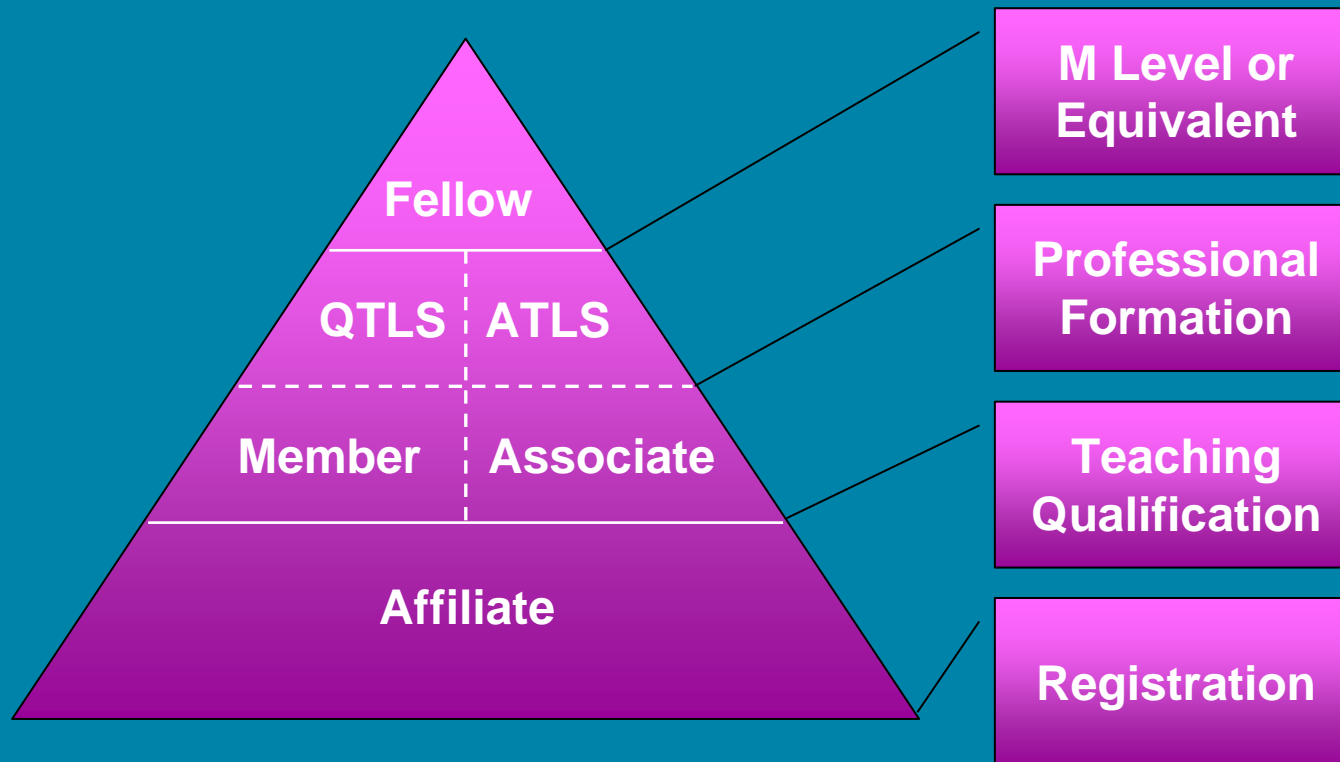 Fellow
QTLS ATLS
Member Associate
Affiliate
M Level or
Equivalent
Professional
Formation
Teaching
Qualification
Registration